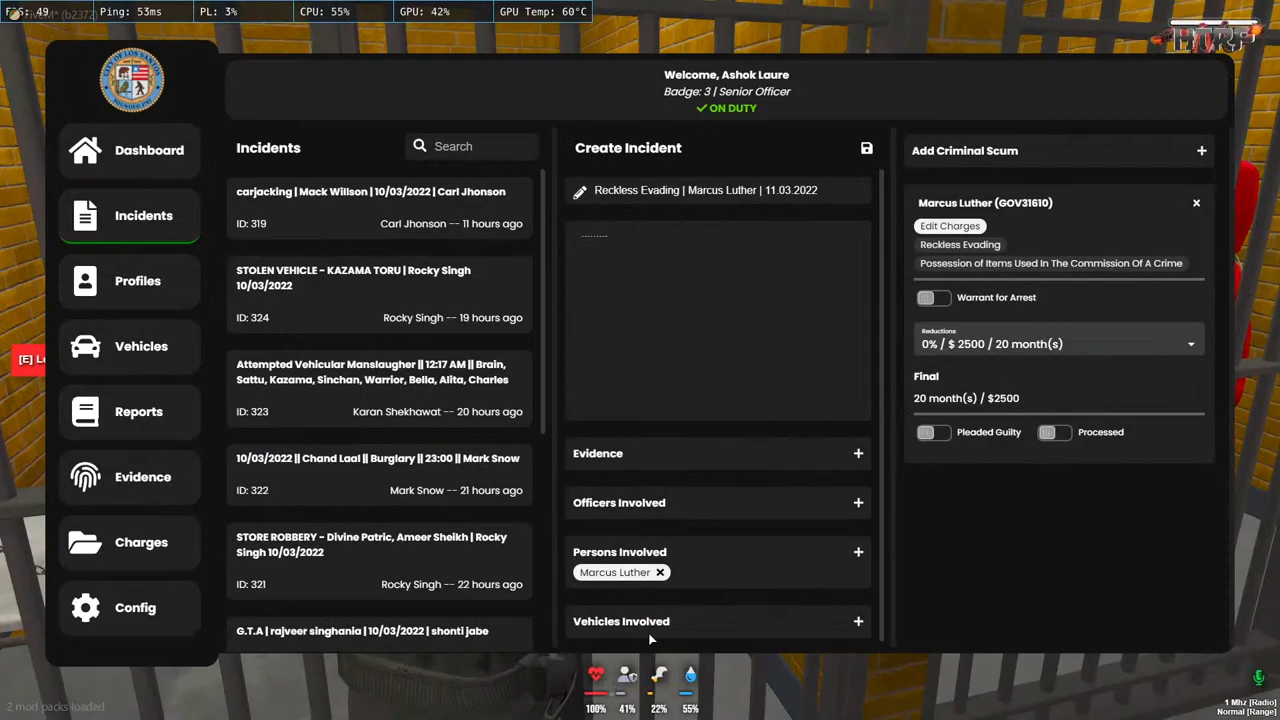 FPS: 49
Ping: 53ms
PL: 3%
CPU: 55%
GPU: 42%
GPU Temp: 60°C
Welcome, Ashok Laure
Badge: 3 | Senior Officer
ON DUTY
Dashboard
Incidents
Profiles
Vehicles
Reports
Evidence
Charges
Config
Incidents
Search
carjacking | Mack Willson | 10/03/2022 | Carl Jhonson
ID: 319
Carl Jhonson -- 11 hours ago
STOLEN VEHICLE - KAZAMA TORU | Rocky Singh
10/03/2022
ID: 324
Rocky Singh -- 19 hours ago
Attempted Vehicular Manslaugher || 12:17 AM || Brain,
Sattu, Kazama, Sinchan, Warrior, Bella, Alita, Charles
ID: 323
Karan Shekhawat -- 20 hours ago
10/03/2022 || Chand Laal || Burglary || 23:00 || Mark Snow
ID: 322
Mark Snow -- 21 hours ago
STORE ROBBERY - Divine Patric, Ameer Sheikh | Rocky
Singh 10/03/2022
ID: 321
Rocky Singh -- 22 hours ago
G.T.A | rajveer singhania | 10/03/2022 | shonti jabe
Create Incident
Reckless Evading | Marcus Luther | 11.03.2022
.........
Evidence
Officers Involved
Persons Involved
Marcus Luther
Vehicles Involved
Add Criminal Scum
Marcus Luther (GOV31610)
Edit Charges
Reckless Evading
Possession of Items Used In The Commission Of A Crime
Warrant for Arrest
Reductions
0% / $ 2500 / 20 month(s)
Final
20 month(s) / $2500
Pleaded Guilty
Processed
[E] L
100%
41%
22%
55%
2 mod packs loaded
1 Mhz [Radio]
Normal [Range]